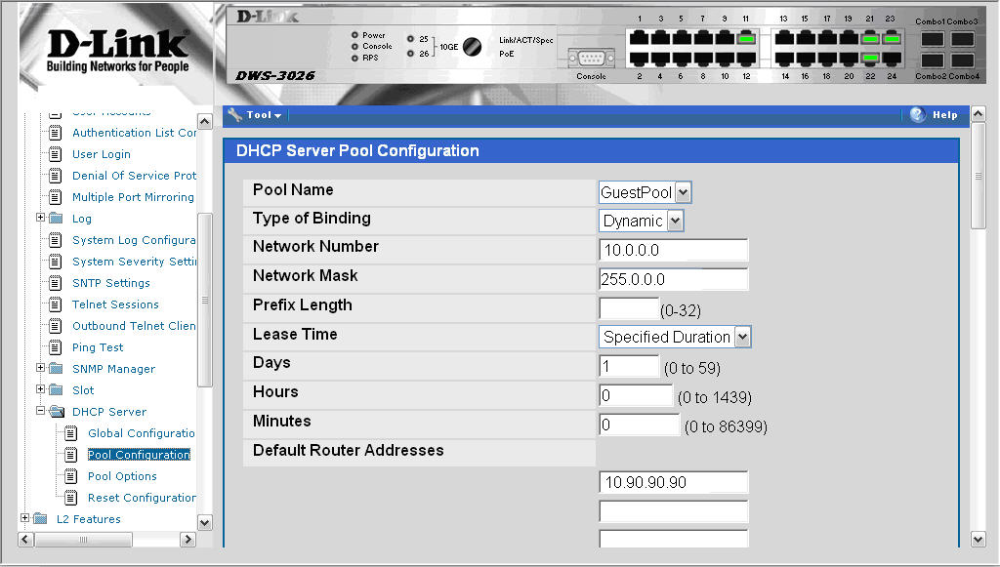 D-Link
Building Networks for People
D-Link
DWS-3026
Power
Console
RPS
25
26
10GE
Link/ACT/Spec
PoE
Console
1 3 5 7 9 11
13 15 17 19 21 23
Combo1 Combo3
2 4 6 8 10 12
14 16 18 20 22 24
Combo2 Combo4
Tool
Help
User Accounts
Authentication List Con
User Login
Denial Of Service Prot
Multiple Port Mirroring
Log
System Log Configura
System Severity Setti
SNTP Settings
Telnet Sessions
Outbound Telnet Clien
Ping Test
SNMP Manager
Slot
DHCP Server
Global Configuratio
Pool Configuration
Pool Options
Reset Configuration
L2 Features
DHCP Server Pool Configuration
Pool Name GuestPool
Type of Binding Dynamic
Network Number 10.0.0.0
Network Mask 255.0.0.0
Prefix Length (0-32)
Lease Time Specified Duration
Days 1 (0 to 59)
Hours 0 (0 to 1439)
Minutes 0 (0 to 86399)
Default Router Addresses
10.90.90.90